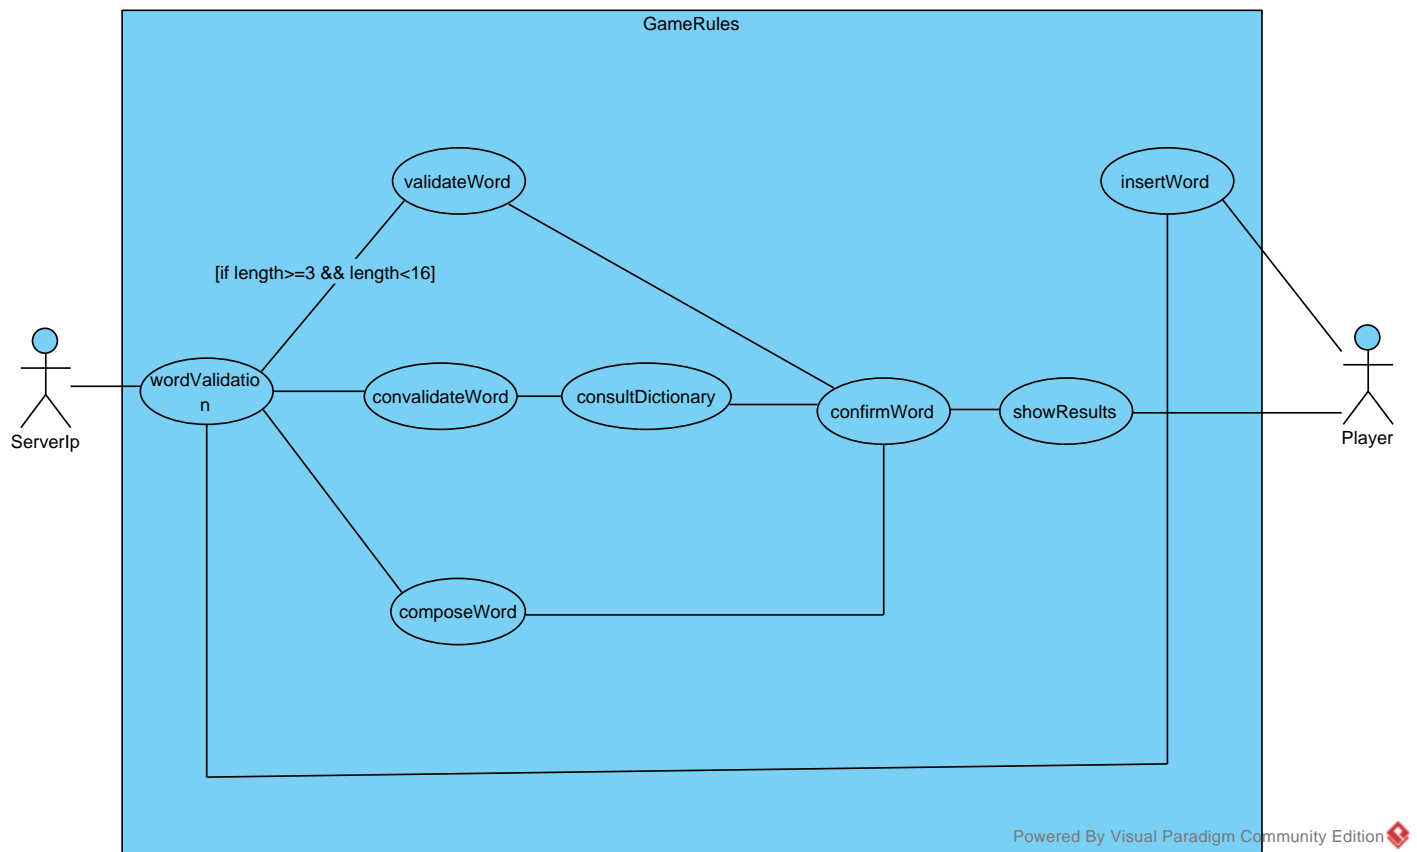 GameRules
validateWord
insertWord
[if length>=3 && length<16]
wordValidatio
n
convalidateWord
consultDictionary
confirmWord
showResults
ServerIp
Player
composeWord
Powered By Visual Paradigm Community Edition